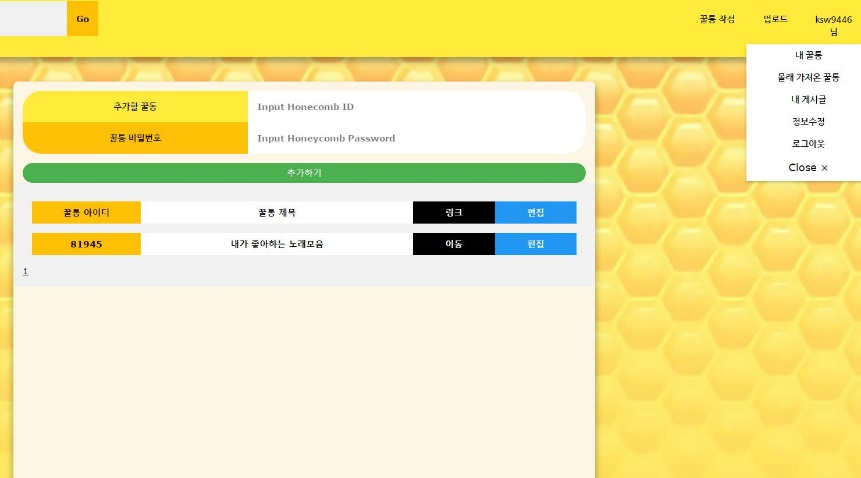 Go
꿀통 작성
업로드
ksw9446
님
내 꿀통
몰래 가져온 꿀통
내 게시글
정보수정
로그아웃
Close ×
추가할 꿀통
Input Honecomb ID
꿀통 비밀번호
Input Honeycomb Password
추가하기
꿀통 아이디
꿀통 제목
링크
편집
81945
내가 좋아하는 노래모음
이동
편집
1